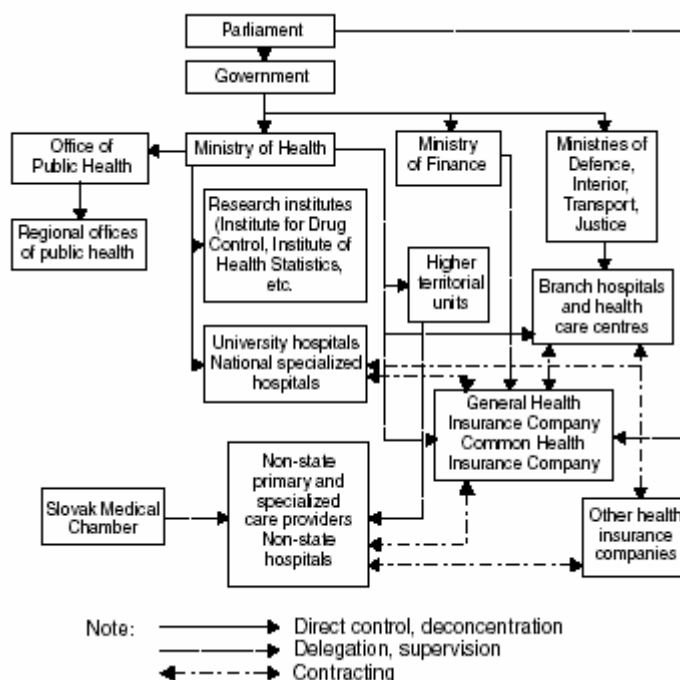 Parliament
Government
Office of
Public Health
Ministry of Health
Ministry
of Finance
Ministries of
Defence,
Interior,
Transport,
Justice
Regional offices
of public health
Research institutes
(Institute for Drug
Control, Institute of
Health Statistics,
etc.
Higher
territorial
units
Branch hospitals
and health
care centres
University hospitals
National specialized
hospitals
General Health
Insurance Company
Common Health
Insurance Company
Slovak Medical
Chamber
Non-state
primary and
specialized
care providers
Non-state
hospitals
Other health
insurance
companies
Note:
Direct control, deconcentration
Delegation, supervision
Contracting